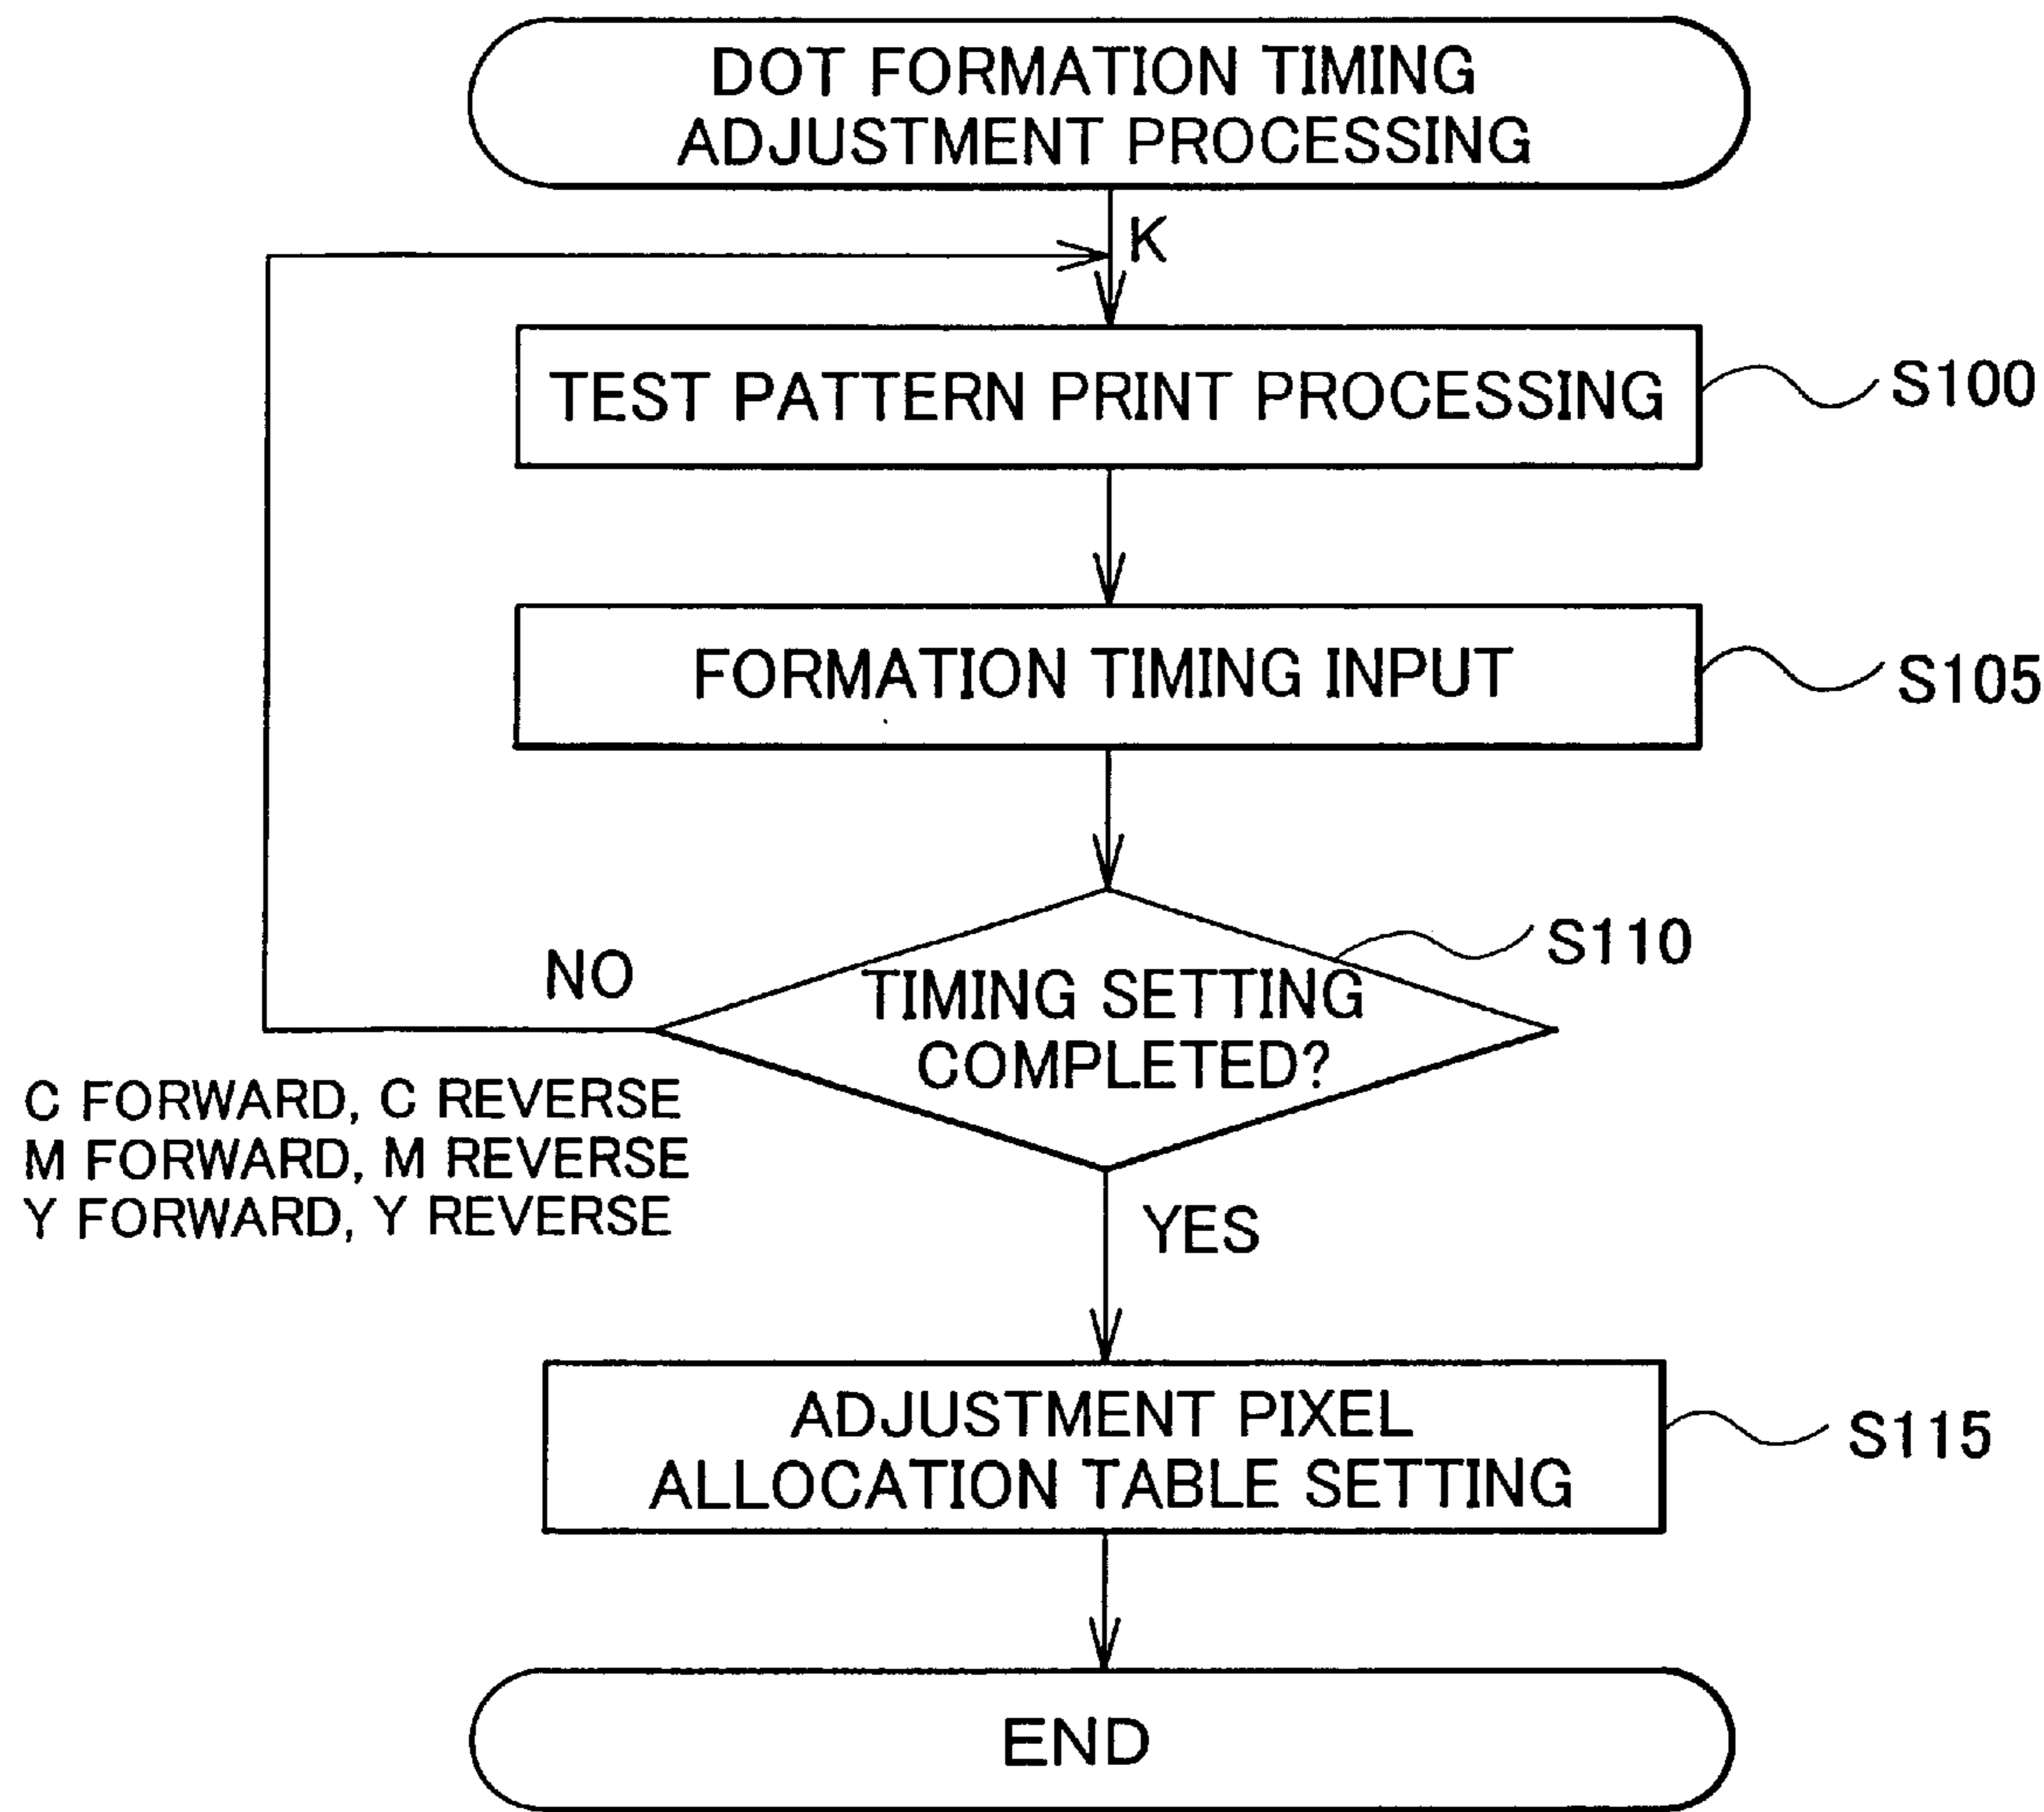 DOT FORMATION TIMING
ADJUSTMENT PROCESSING
K
TEST PATTERN PRINT PROCESSING
S100
FORMATION TIMING INPUT
S105
S110
NO
TIMING SETTING
COMPLETED?
C FORWARD, C REVERSE
M FORWARD, M REVERSE
Y FORWARD, Y REVERSE
YES
ADJUSTMENT PIXEL
ALLOCATION TABLE SETTING
S115
END